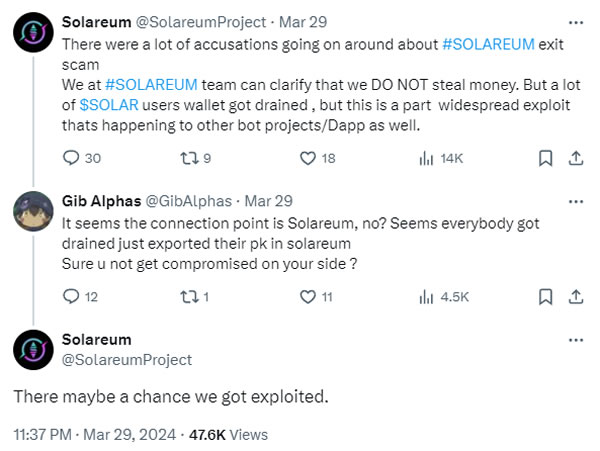 Solareum @SolareumProject · Mar 29
There were a lot of accusations going on around about #SOLAREUM exit
scam
We at #SOLAREUM team can clarify that we DO NOT steal money. But a lot
of $SOLAR users wallet got drained , but this is a part  widespread exploit
thats happening to other bot projects/Dapp as well.
30 9 18 14K
Gib Alphas @GibAlphas · Mar 29
It seems the connection point is Solareum, no? Seems everybody got
drained just exported their pk in solareum
Sure u not get compromised on your side ?
12 1 11 4.5K
Solareum
@SolareumProject
There maybe a chance we got exploited.
11:37 PM · Mar 29, 2024 · 47.6K Views